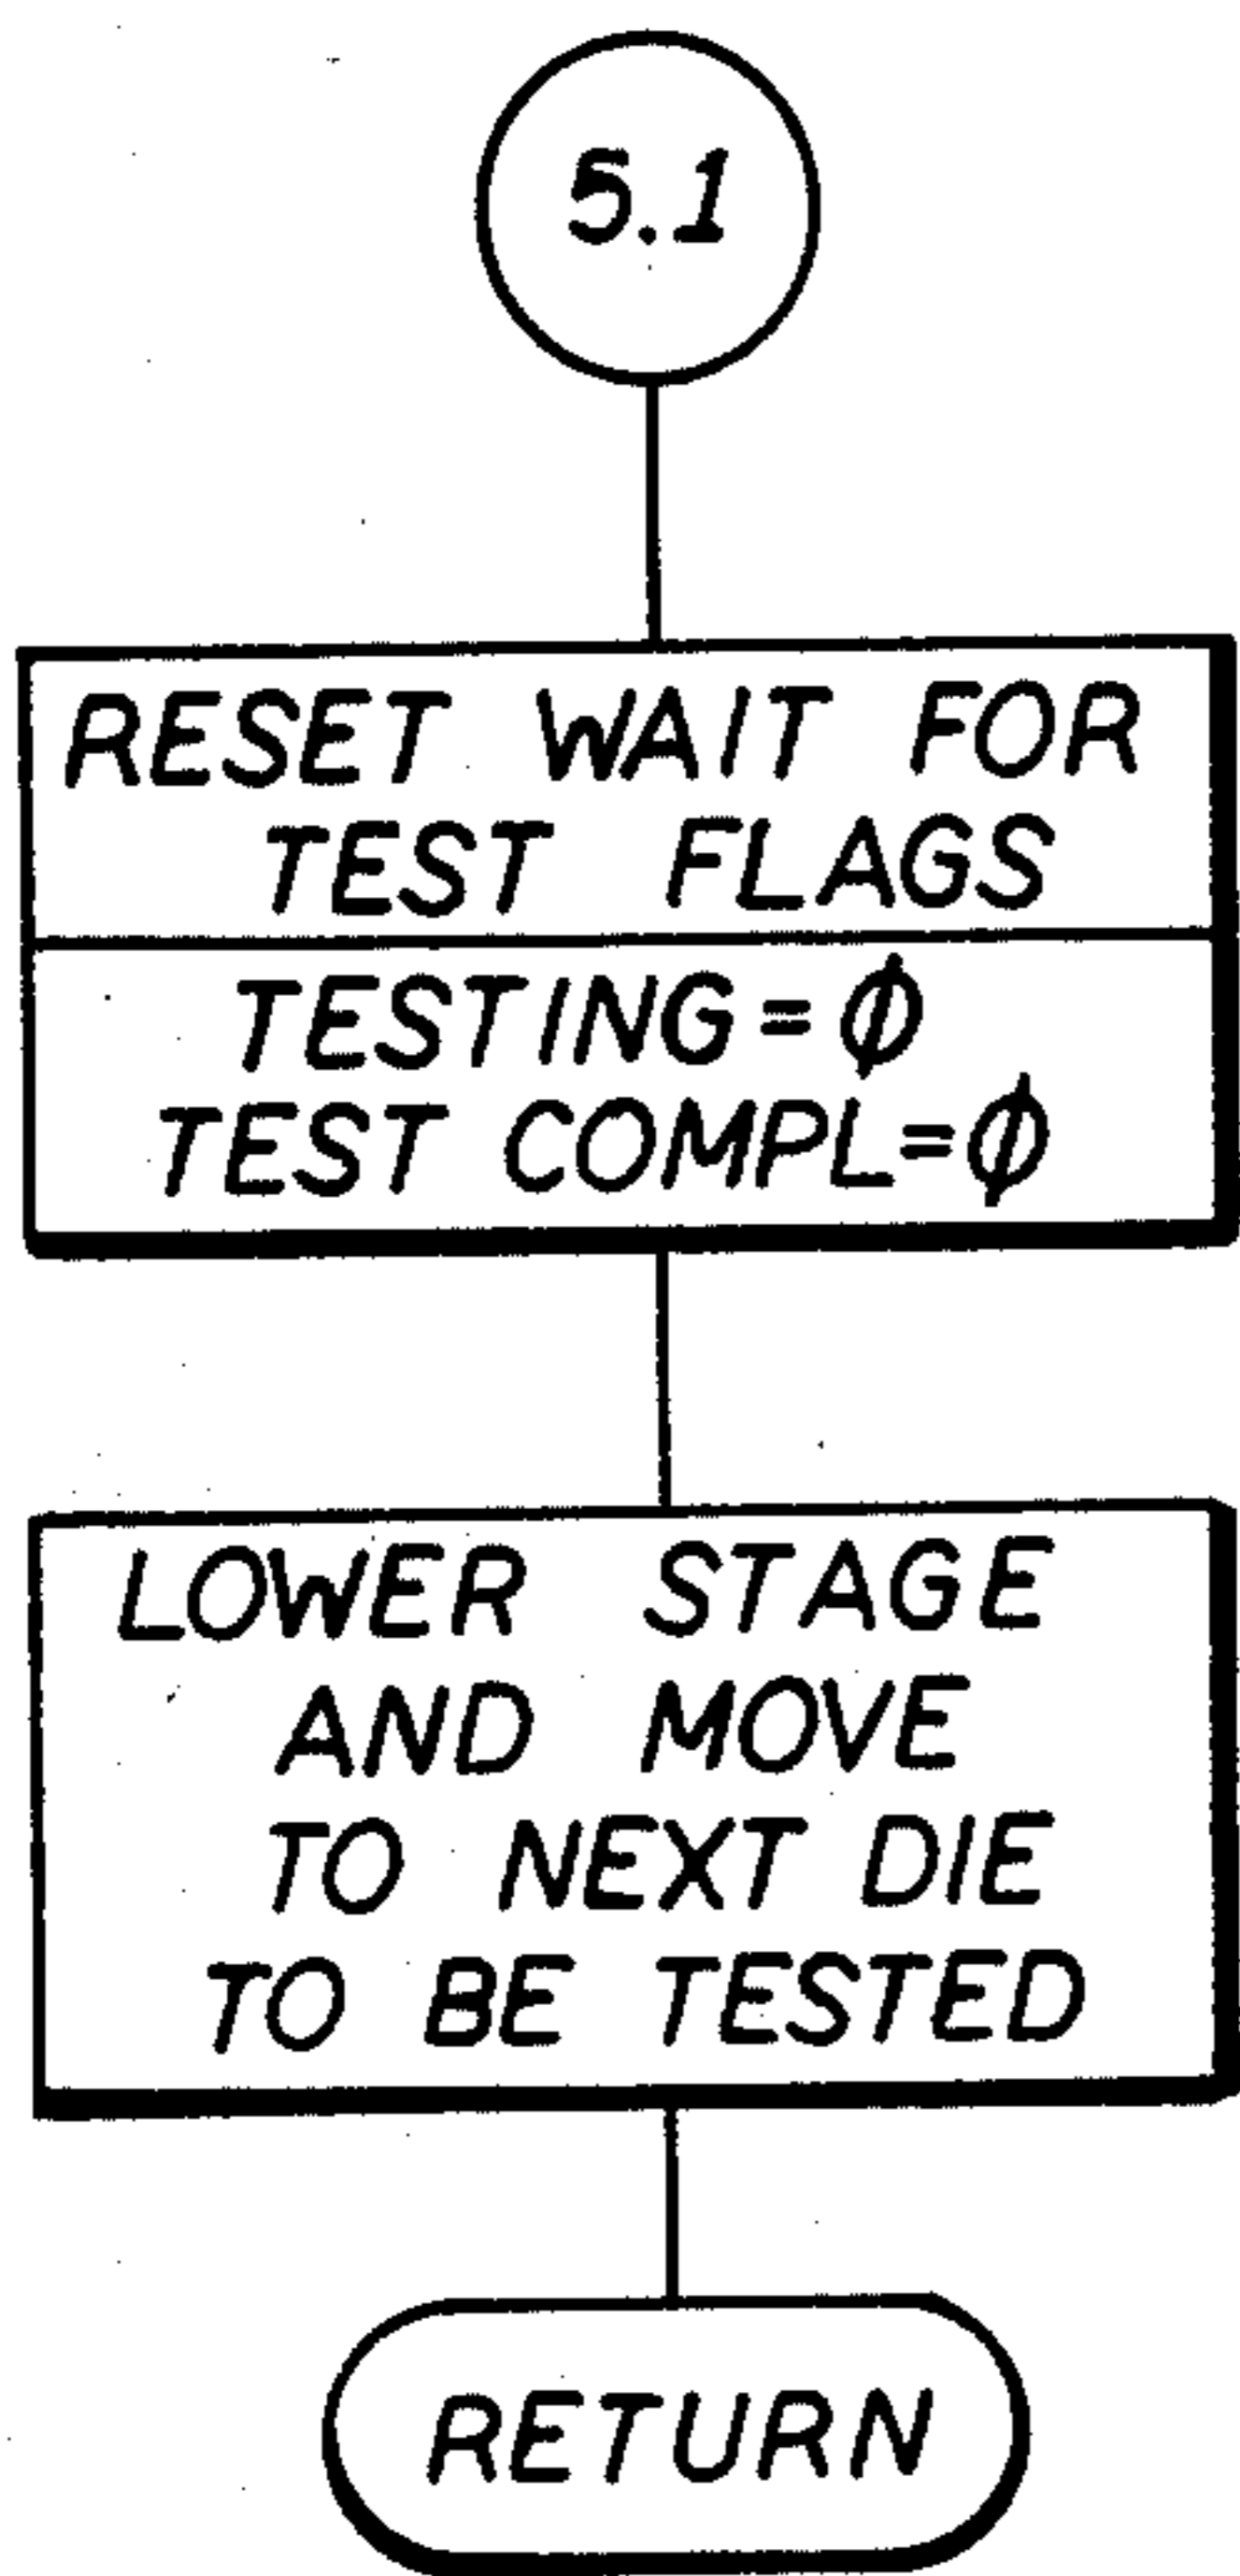 5.1
RESET WAIT FOR
TEST FLAGS
TESTING=Ø
TEST COMPL=Ø
LOWER STAGE
AND MOVE
TO NEXT DIE
TO BE TESTED
RETURN